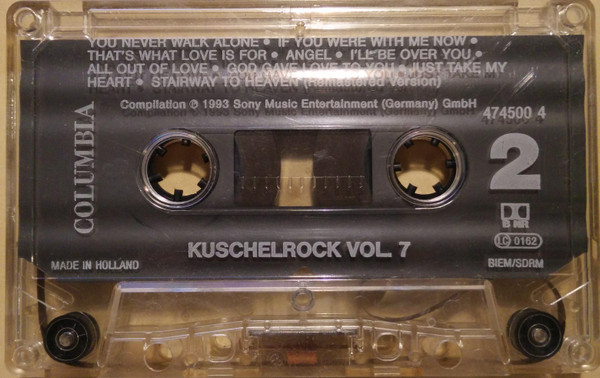 YOU NEVER WALK ALONE • IF YOU WERE WITH ME NOW •
THAT'S WHAT LOVE IS FOR • ANGEL • I'LL BE OVER YOU •
ALL OUT OF LOVE • GOD GAVE LOVE TO YOU • JUST TAKE MY
HEART • STAIRWAY TO HEAVEN (Remastered Version)
Compilation ℗ 1993 Sony Music Entertainment (Germany) GmbH
474500 4
COLUMBIA
2
B NR
LC 0162
KUSCHELROCK VOL. 7
MADE IN HOLLAND
BIEM/SDRM